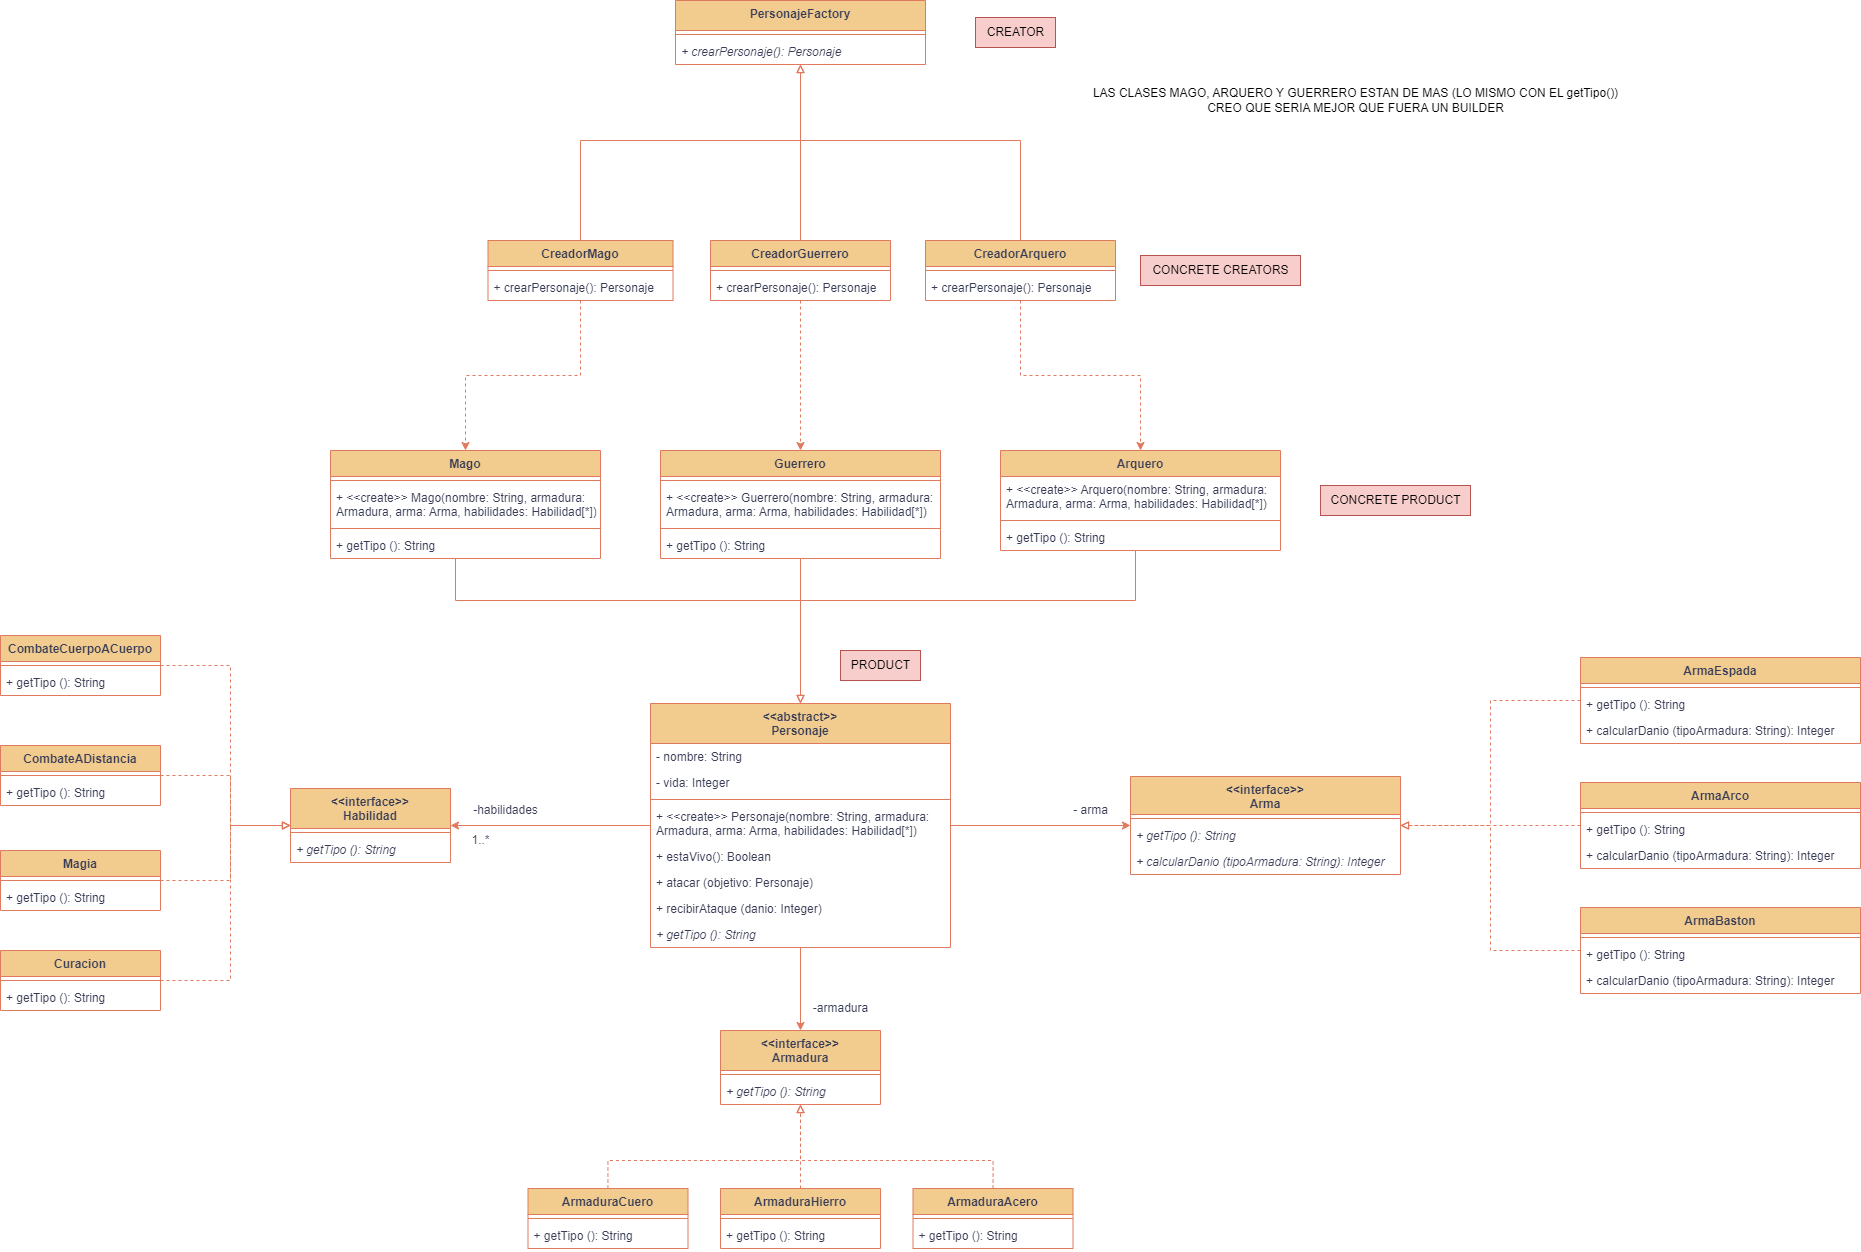 PersonajeFactory
+ crearPersonaje(): Personaje
CREATOR
LAS CLASES MAGO, ARQUERO Y GUERRERO ESTAN DE MAS (LO MISMO CON EL getTipo())
CREO QUE SERIA MEJOR QUE FUERA UN BUILDER
CreadorMago
+ crearPersonaje(): Personaje
CreadorGuerrero
+ crearPersonaje(): Personaje
CreadorArquero
+ crearPersonaje(): Personaje
CONCRETE CREATORS
Mago
+ <<create>> Mago(nombre: String, armadura:
Armadura, arma: Arma, habilidades: Habilidad[*])
+ getTipo (): String
Guerrero
+ <<create>> Guerrero(nombre: String, armadura:
Armadura, arma: Arma, habilidades: Habilidad[*])
+ getTipo (): String
Arquero
+ <<create>> Arquero(nombre: String, armadura:
Armadura, arma: Arma, habilidades: Habilidad[*])
+ getTipo (): String
CONCRETE PRODUCT
CombateCuerpoACuerpo
+ getTipo (): String
CombateADistancia
+ getTipo (): String
Magia
+ getTipo (): String
Curacion
+ getTipo (): String
<<interface>>
Habilidad
+ getTipo (): String
-habilidades
1..*
PRODUCT
<<abstract>>
Personaje
- nombre: String
- vida: Integer
+ <<create>> Personaje(nombre: String, armadura:
Armadura, arma: Arma, habilidades: Habilidad[*])
+ estaVivo(): Boolean
+ atacar (objetivo: Personaje)
+ recibirAtaque (danio: Integer)
+ getTipo (): String
- arma
<<interface>>
Arma
+ getTipo (): String
+ calcularDanio (tipoArmadura: String): Integer
ArmaEspada
+ getTipo (): String
+ calcularDanio (tipoArmadura: String): Integer
ArmaArco
+ getTipo (): String
+ calcularDanio (tipoArmadura: String): Integer
ArmaBaston
+ getTipo (): String
+ calcularDanio (tipoArmadura: String): Integer
-armadura
<<interface>>
Armadura
+ getTipo (): String
ArmaduraCuero
+ getTipo (): String
ArmaduraHierro
+ getTipo (): String
ArmaduraAcero
+ getTipo (): String